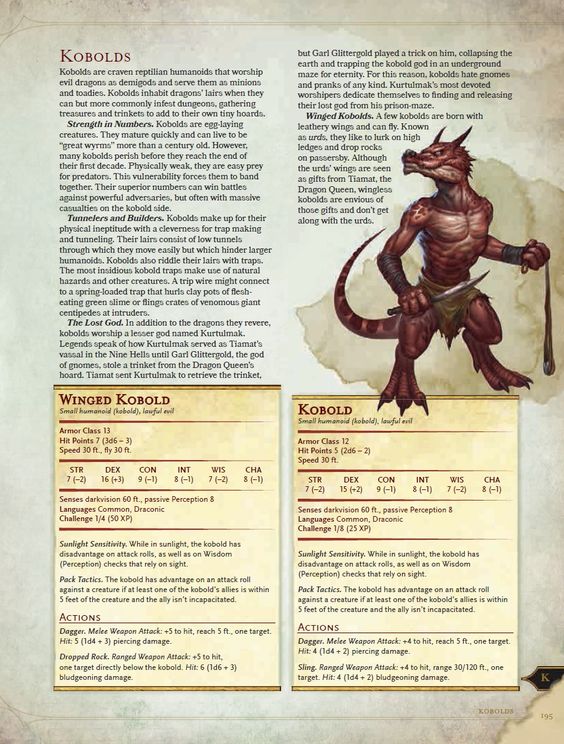 KOBOLDS
Kobolds are craven reptilian humanoids that worship
evil dragons as demigods and serve them as minions
and toadies. Kobolds inhabit dragons' lairs when they
can but more commonly infest dungeons, gathering
treasures and trinkets to add to their own tiny hoards.
Strength in Numbers. Kobolds are egg-laying
creatures. They mature quickly and can live to be
"great wyrms" more than a century old. However,
many kobolds perish before they reach the end of
their first decade. Physically weak, they are easy prey
for predators. This vulnerability forces them to band
together. Their superior numbers can win battles
against powerful adversaries, but often with massive
casualties on the kobold side.
Tunnelers and Builders. Kobolds make up for their
physical ineptitude with a cleverness for trap making
and tunneling. Their lairs consist of low tunnels
through which they move easily but which hinder larger
humanoids. Kobolds also riddle their lairs with traps.
The most insidious kobold traps make use of natural
hazards and other creatures. A trip wire might connect
to a spring-loaded trap that hurls clay pots of flesh-
eating green slime or flings crates of venomous giant
centipedes at intruders.
The Lost God. In addition to the dragons they revere,
kobolds worship a lesser god named Kurtulmak.
Legends speak of how Kurtulmak served as Tiamat's
vassal in the Nine Hells until Garl Glittergold, the god
of gnomes, stole a trinket from the Dragon Queen's
hoard. Tiamat sent Kurtulmak to retrieve the trinket,
but Garl Glittergold played a trick on him, collapsing the
earth and trapping the kobold god in an underground
maze for eternity. For this reason, kobolds hate gnomes
and pranks of any kind. Kurtulmak's most devoted
worshipers dedicate themselves to finding and releasing
their lost god from his prison-maze.
Winged Kobolds. A few kobolds are born with
leathery wings and can fly. Known
as urds, they like to lurk on high
ledges and drop rocks
on passersby. Although
the urds' wings are seen
as gifts from Tiamat, the
Dragon Queen, wingless
kobolds are envious of
those gifts and don't get
along with the urds.
WINGED KOBOLD
Small humanoid (kobold), lawful evil
Armor Class 13
Hit Points 7 (3d6 – 3)
Speed 30 ft., fly 30 ft.
STR DEX CON INT WIS CHA
7 (–2) 16 (+3) 9 (–1) 8 (–1) 7 (–2) 8 (–1)
Senses darkvision 60 ft., passive Perception 8
Languages Common, Draconic
Challenge 1/4 (50 XP)
Sunlight Sensitivity. While in sunlight, the kobold has
disadvantage on attack rolls, as well as on Wisdom
(Perception) checks that rely on sight.
Pack Tactics. The kobold has advantage on an attack roll
against a creature if at least one of the kobold's allies is within
5 feet of the creature and the ally isn't incapacitated.
ACTIONS
Dagger. Melee Weapon Attack: +5 to hit, reach 5 ft., one target.
Hit: 5 (1d4 + 3) piercing damage.
Dropped Rock. Ranged Weapon Attack: +5 to hit,
one target directly below the kobold. Hit: 6 (1d6 + 3)
bludgeoning damage.
KOBOLD
Small humanoid (kobold), lawful evil
Armor Class 12
Hit Points 5 (2d6 – 2)
Speed 30 ft.
STR DEX CON INT WIS CHA
7 (–2) 15 (+2) 9 (–1) 8 (–1) 7 (–2) 8 (–1)
Senses darkvision 60 ft., passive Perception 8
Languages Common, Draconic
Challenge 1/8 (25 XP)
Sunlight Sensitivity. While in sunlight, the kobold has
disadvantage on attack rolls, as well as on Wisdom
(Perception) checks that rely on sight.
Pack Tactics. The kobold has advantage on an attack roll
against a creature if at least one of the kobold's allies is within
5 feet of the creature and the ally isn't incapacitated.
ACTIONS
Dagger. Melee Weapon Attack: +4 to hit, reach 5 ft., one target.
Hit: 4 (1d4 + 2) piercing damage.
Sling. Ranged Weapon Attack: +4 to hit, range 30/120 ft., one
target. Hit: 4 (1d4 + 2) bludgeoning damage.
K
KOBOLDS
195